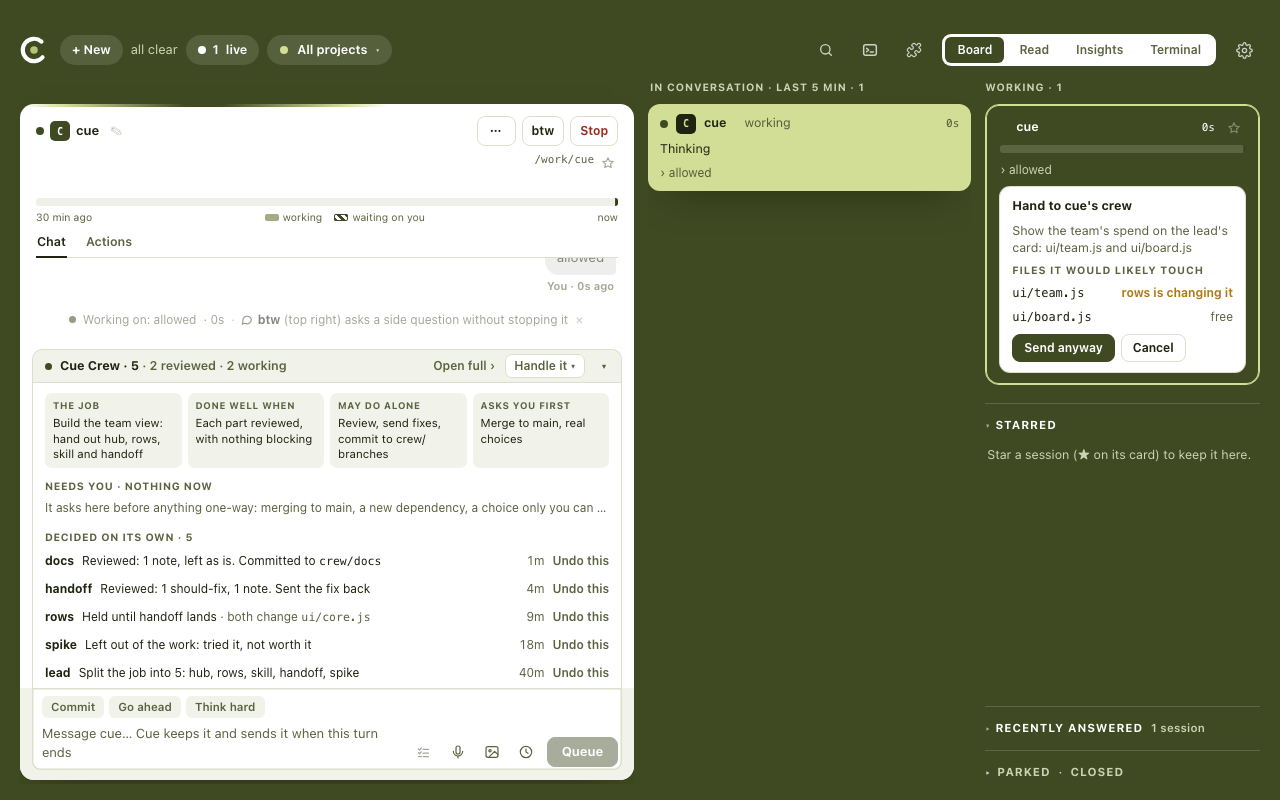 + New
all clear
1 live
All projects
Board
Read
Insights
Terminal
C
cue
···
btw
Stop
/work/cue
30 min ago
working
waiting on you
now
Chat
Actions
allowed
You · 0s ago
Working on: allowed · 0s · btw (top right) asks a side question without stopping it ×
Cue Crew · 5 · 2 reviewed · 2 working
Open full ›
Handle it ▾
THE JOB
Build the team view:
hand out hub, rows,
skill and handoff
DONE WELL WHEN
Each part reviewed,
with nothing blocking
MAY DO ALONE
Review, send fixes,
commit to crew/
branches
ASKS YOU FIRST
Merge to main, real
choices
NEEDS YOU · NOTHING NOW
It asks here before anything one-way: merging to main, a new dependency, a choice only you can ...
DECIDED ON ITS OWN · 5
docs Reviewed: 1 note, left as is. Committed to crew/docs 1m Undo this
handoff Reviewed: 1 should-fix, 1 note. Sent the fix back 4m Undo this
rows Held until handoff lands · both change ui/core.js 9m Undo this
spike Left out of the work: tried it, not worth it 18m Undo this
lead Split the job into 5: hub, rows, skill, handoff, spike 40m Undo this
Commit
Go ahead
Think hard
Message cue... Cue keeps it and sends it when this turn
ends
Queue
IN CONVERSATION · LAST 5 MIN · 1
C
cue working 0s
Thinking
› allowed
WORKING · 1
cue 0s
› allowed
Hand to cue's crew
Show the team's spend on the lead's
card: ui/team.js and ui/board.js
FILES IT WOULD LIKELY TOUCH
ui/team.js rows is changing it
ui/board.js free
Send anyway
Cancel
STARRED
Star a session (★ on its card) to keep it here.
RECENTLY ANSWERED 1 session
PARKED · CLOSED